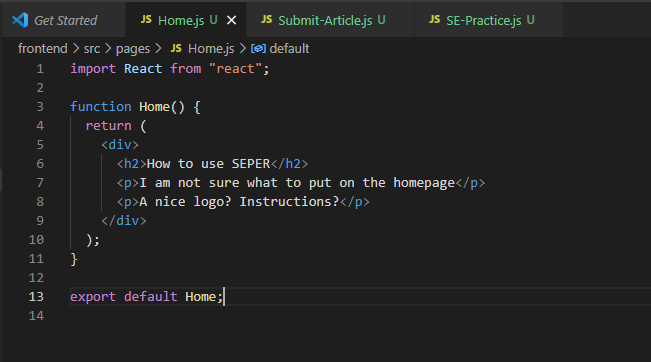 Get Started JS Home.js U × JS Submit-Article.js U JS SE-Practice.js U
frontend > src > pages > JS Home.js > default
1 import React from "react";
2
3 function Home() {
4   return (
5     <div>
6       <h2>How to use SEPER</h2>
7       <p>I am not sure what to put on the homepage</p>
8       <p>A nice logo? Instructions?</p>
9     </div>
10   );
11 }
12
13 export default Home;
14